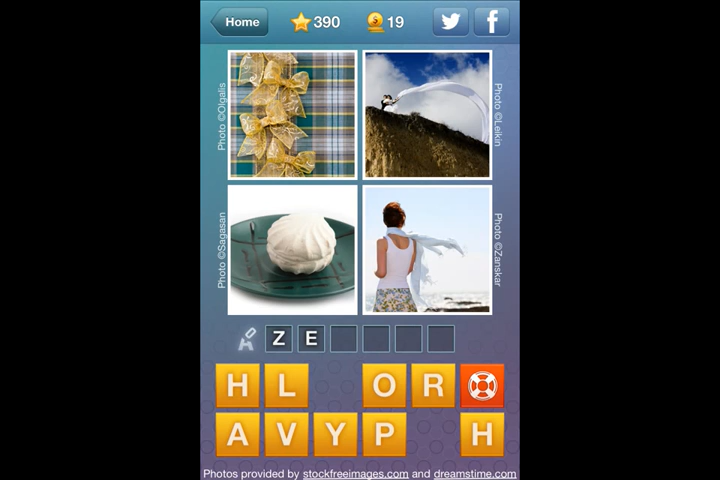 Home 390 19
Photo ©Olgalis
Photo ©Leikin
Photo ©Sagasan
Photo ©Zanskar
Z E
H L O R
A V Y P H
Photos provided by stockfreeimages.com and dreamstime.com